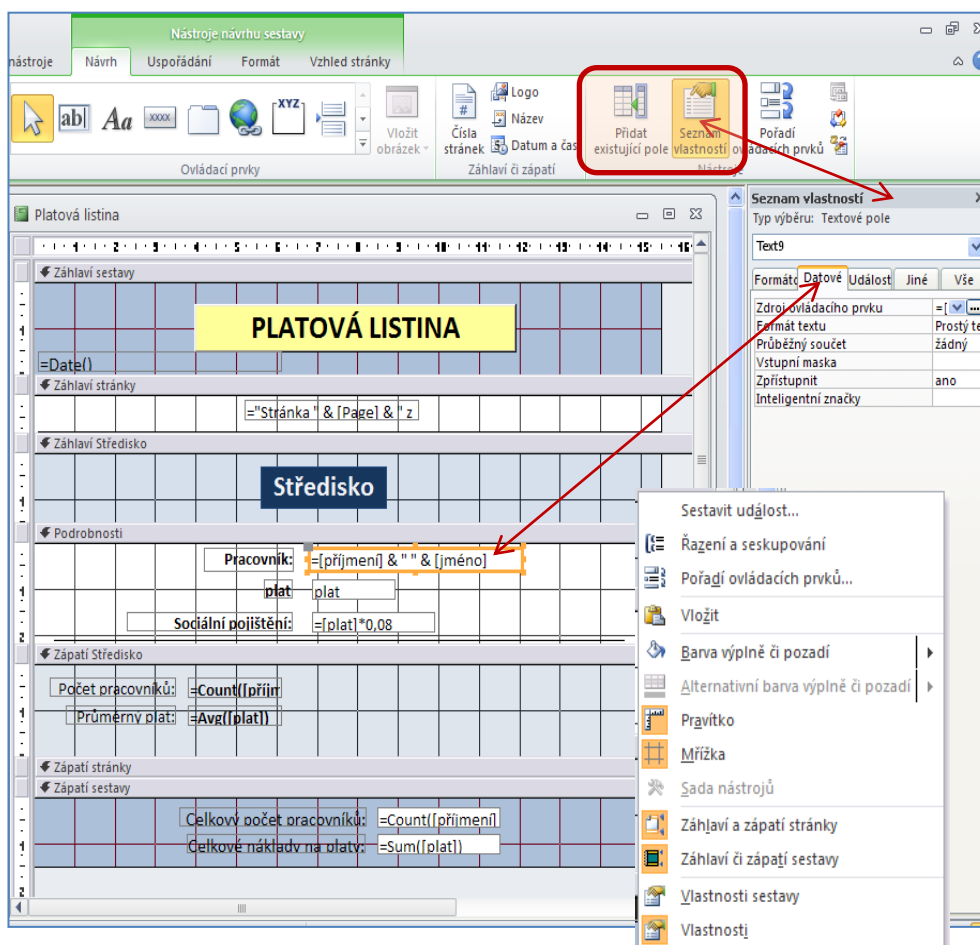 Nástroje návrhu sestavy
nástroje Návrh Uspořádání Formát Vzhled stránky
ab| Aa XXXX XYZ
Vložit obrázek
Čísla stránek
Logo
Název
Datum a čas
Přidat existující pole
Seznam vlastností
Pořadí ovládacích prvků
Ovládací prvky Záhlaví či zápatí Nástroje
Platová listina
Záhlaví sestavy
PLATOVÁ LISTINA
=Date()
Záhlaví stránky
="Stránka " & [Page] & " z
Záhlaví Středisko
Středisko
Podrobnosti
Pracovník: =[příjmení] & " " & [jméno]
plat plat
Sociální pojištění: =[plat]*0,08
Zápatí Středisko
Počet pracovníků: =Count([příjm
Průměrný plat: =Avg([plat])
Zápatí stránky
Zápatí sestavy
Celkový počet pracovníků: =Count([příjmení]
Celkové náklady na platy: =Sum([plat])
Seznam vlastností
Typ výběru: Textové pole
Text9
Formáto Datové Událost Jiné Vše
Zdroj ovládacího prvku =[
Formát textu Prostý te
Průběžný součet žádný
Vstupní maska
Zpřístupnit ano
Inteligentní značky
Sestavit událost...
Řazení a seskupování
Pořadí ovládacích prvků...
Vložit
Barva výplně či pozadí
Alternativní barva výplně či pozadí
Pravítko
Mřížka
Sada nástrojů
Záhlaví a zápatí stránky
Záhlaví či zápatí sestavy
Vlastnosti sestavy
Vlastnosti